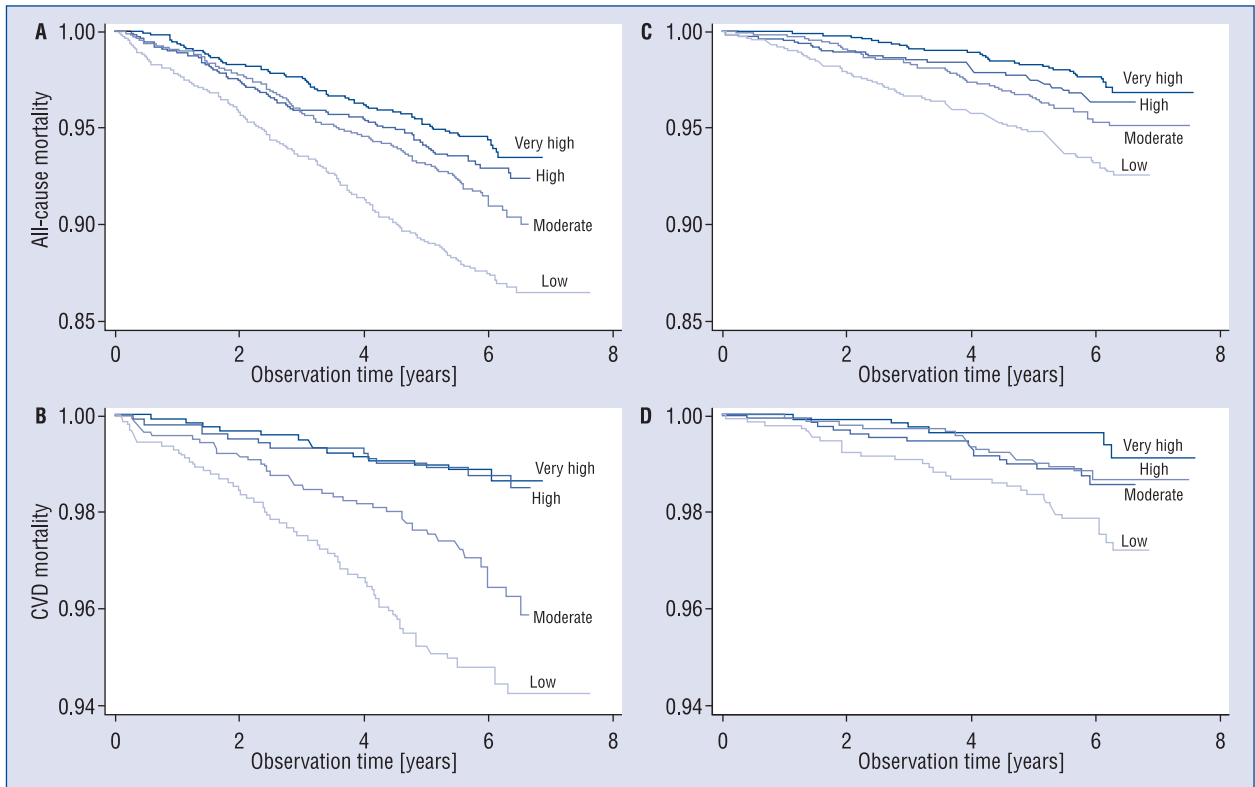 A
All-cause mortality
1.00
0.95
0.90
0.85
Very high
High
Moderate
Low
0 2 4 6 8
Observation time [years]
C
1.00
0.95
0.90
0.85
Very high
High
Moderate
Low
0 2 4 6 8
Observation time [years]
B
CVD mortality
1.00
0.98
0.96
0.94
Very high
High
Moderate
Low
0 2 4 6 8
Observation time [years]
D
1.00
0.98
0.96
0.94
Very high
High
Moderate
Low
0 2 4 6 8
Observation time [years]